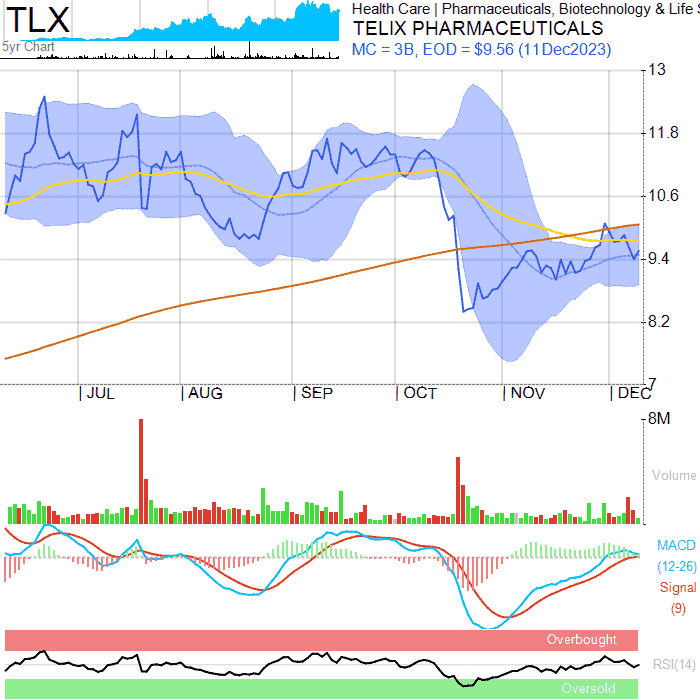 TLX
5yr Chart
Health Care | Pharmaceuticals, Biotechnology & Life S
TELIX PHARMACEUTICALS
MC = 3B, EOD = $9.56 (11Dec2023)
13
11.8
10.6
9.4
8.2
7
| JUL | AUG | SEP | OCT | NOV | DEC
8M
Volume
MACD
(12-26)
Signal
(9)
Overbought
RSI(14)
Oversold